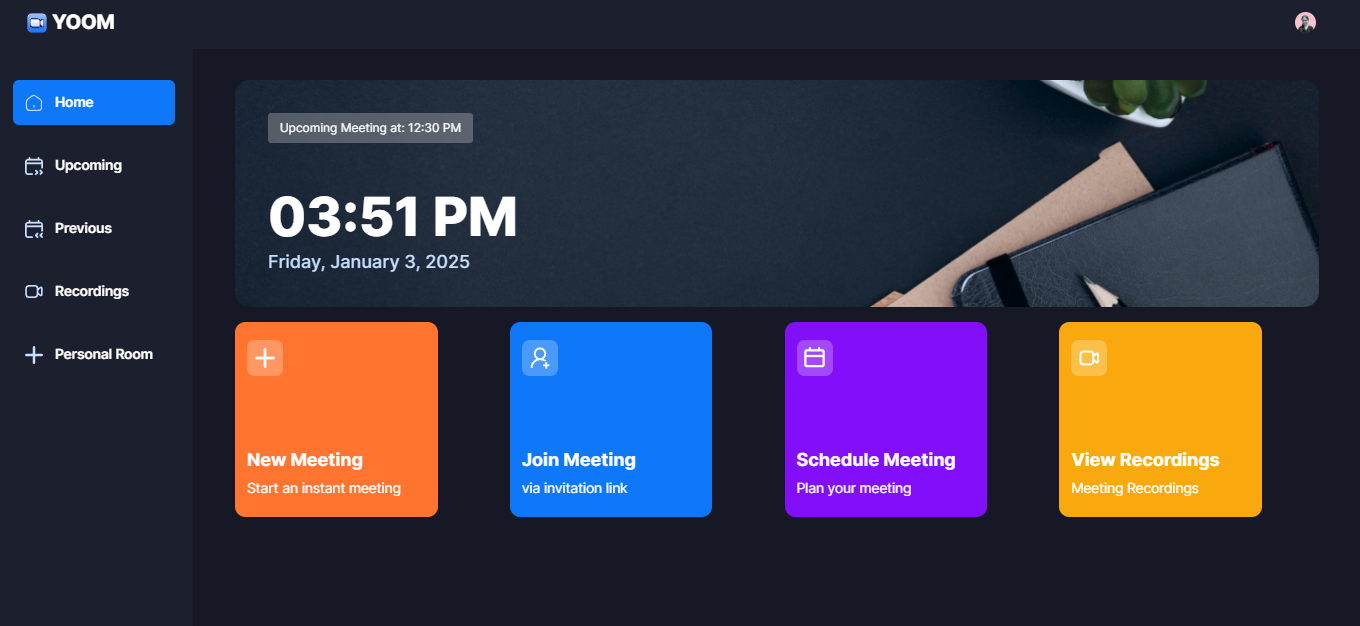 YOOM
Home
Upcoming
Previous
Recordings
Personal Room
Upcoming Meeting at: 12:30 PM
03:51 PM
Friday, January 3, 2025
New Meeting
Start an instant meeting
Join Meeting
via invitation link
Schedule Meeting
Plan your meeting
View Recordings
Meeting Recordings